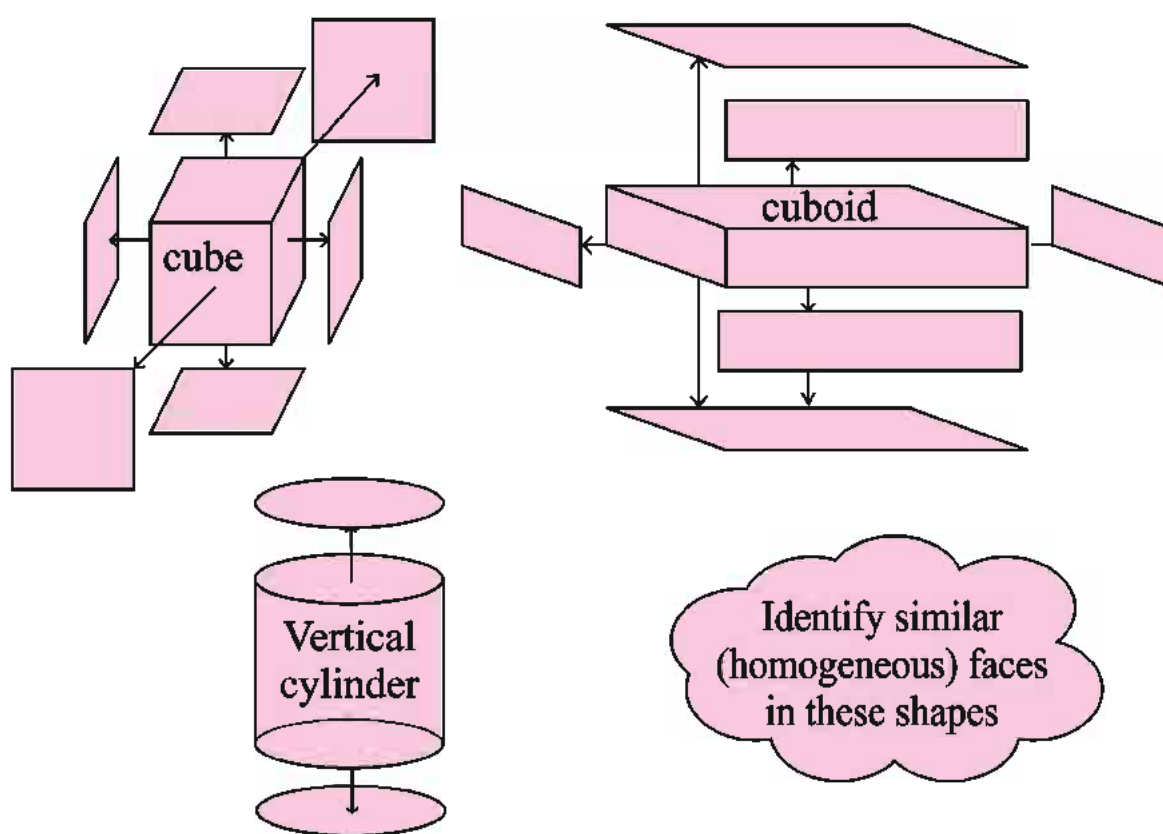 cube
cuboid
Vertical
cylinder
Identify similar
(homogeneous) faces
in these shapes